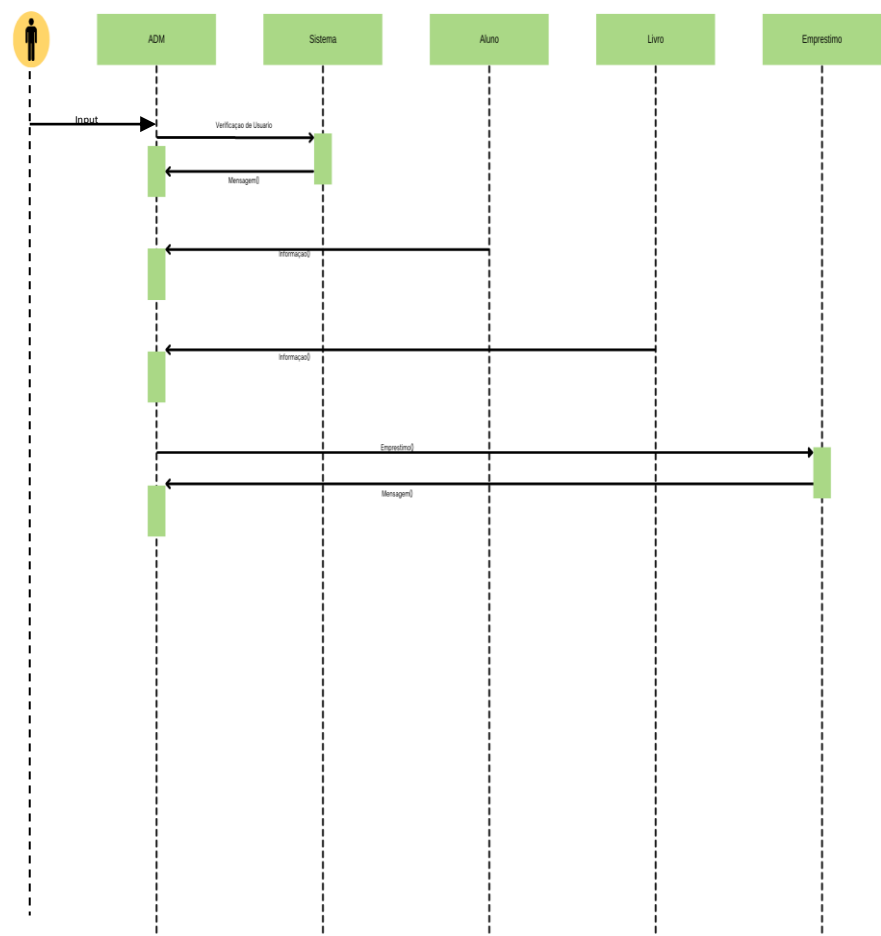 ADM
Sistema
Aluno
Livro
Emprestimo
Input
Verificaçao de Usuario
Mensagem()
Informaçao()
Informaçao()
Emprestimo()
Mensagem()